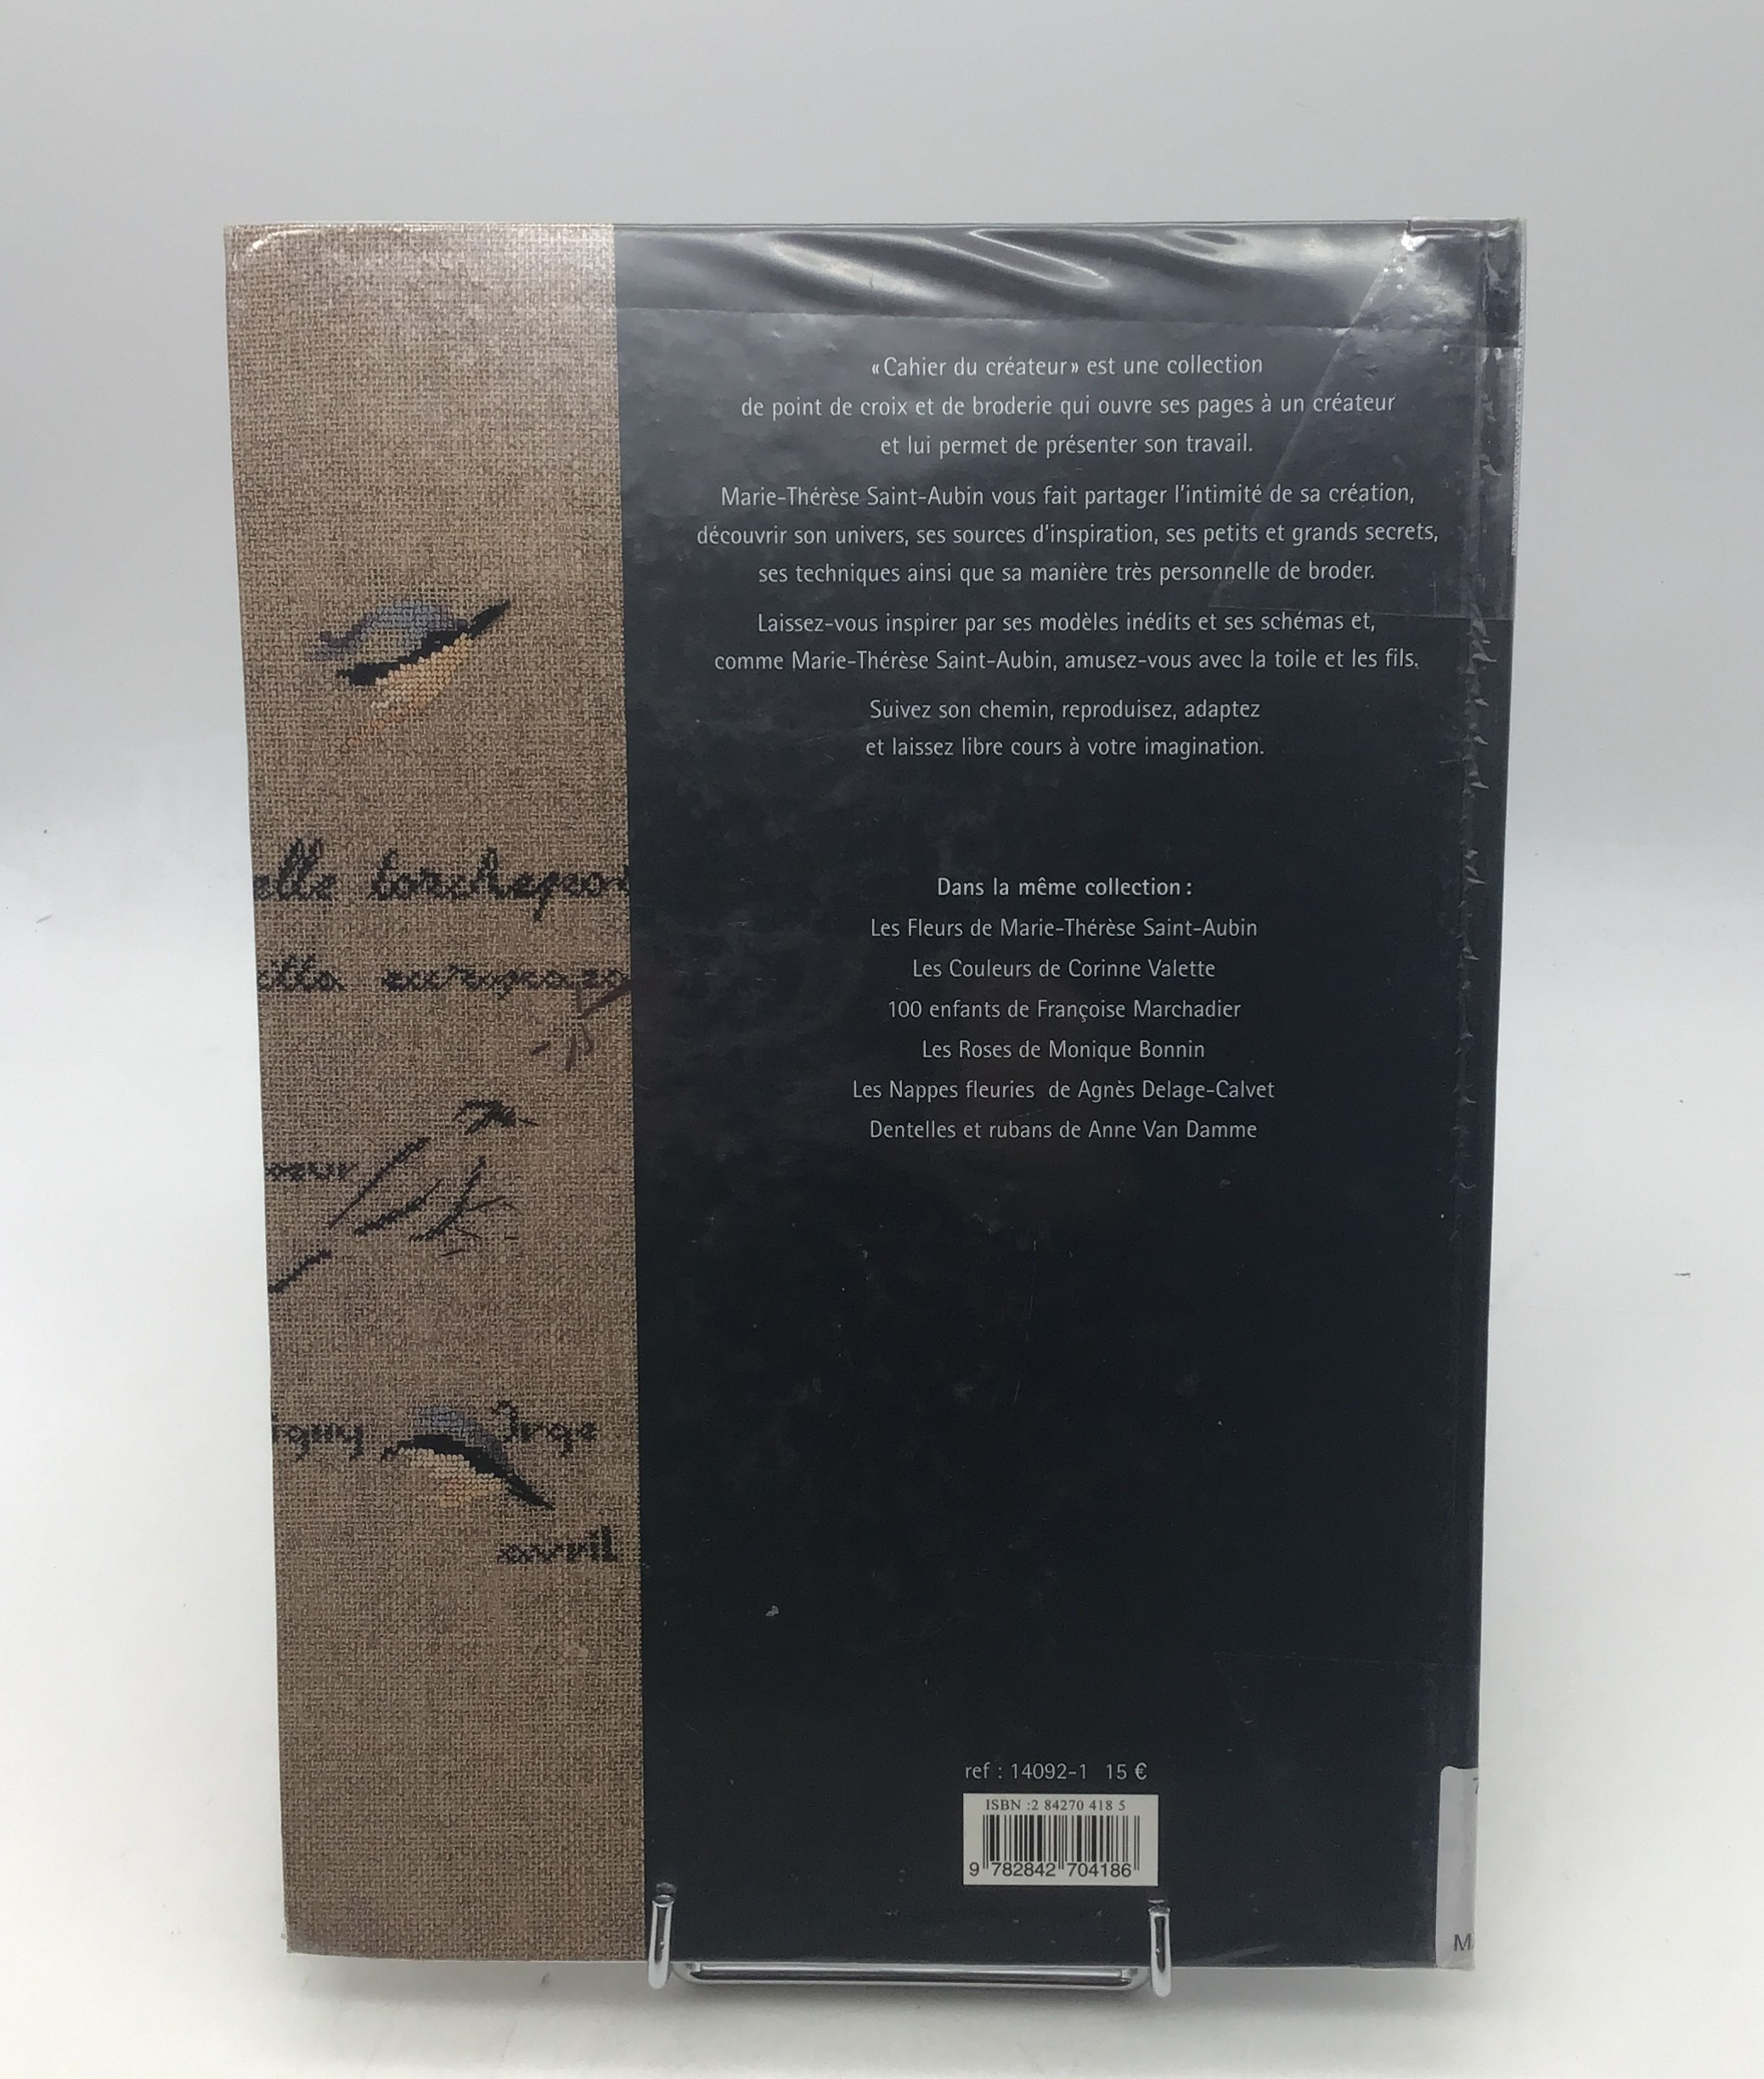 «Cahier du créateur» est une collection
de point de croix et de broderie qui ouvre ses pages à un créateur
et lui permet de présenter son travail.
Marie-Thérèse Saint-Aubin vous fait partager l'intimité de sa création,
découvrir son univers, ses sources d'inspiration, ses petits et grands secrets,
ses techniques ainsi que sa manière très personnelle de broder.
Laissez-vous inspirer par ses modèles inédits et ses schémas et,
comme Marie-Thérèse Saint-Aubin, amusez-vous avec la toile et les fils.
Suivez son chemin, reproduisez, adaptez
et laissez libre cours à votre imagination.
elle torchepot
Dans la même collection :
Les Fleurs de Marie-Thérèse Saint-Aubin
Les Couleurs de Corinne Valette
100 enfants de Françoise Marchadier
Les Roses de Monique Bonnin
Les Nappes fleuries de Agnès Delage-Calvet
Dentelles et rubans de Anne Van Damme
igny Orge
avril
ref : 14092-1 15 €
ISBN :2 84270 418 5
9 782842 704186